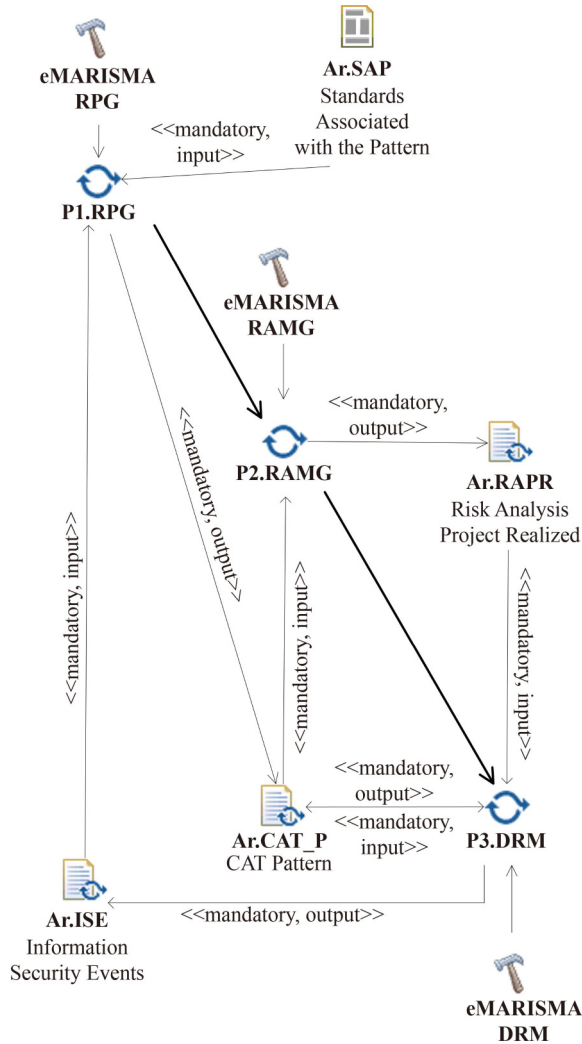 eMARISMA
RPG
Ar.SAP
Standards
Associated
with the Pattern
<<mandatory,
input>>
P1.RPG
eMARISMA
RAMG
<<mandatory,
output>>
P2.RAMG
Ar.RAPR
Risk Analysis
Project Realized
<<mandatory, output>>
<<mandatory, input>>
<<mandatory, input>>
<<mandatory, input>>
<<mandatory,
output>>
<<mandatory,
input>>
Ar.CAT_P
CAT Pattern
P3.DRM
<<mandatory, output>>
Ar.ISE
Information
Security Events
eMARISMA
DRM